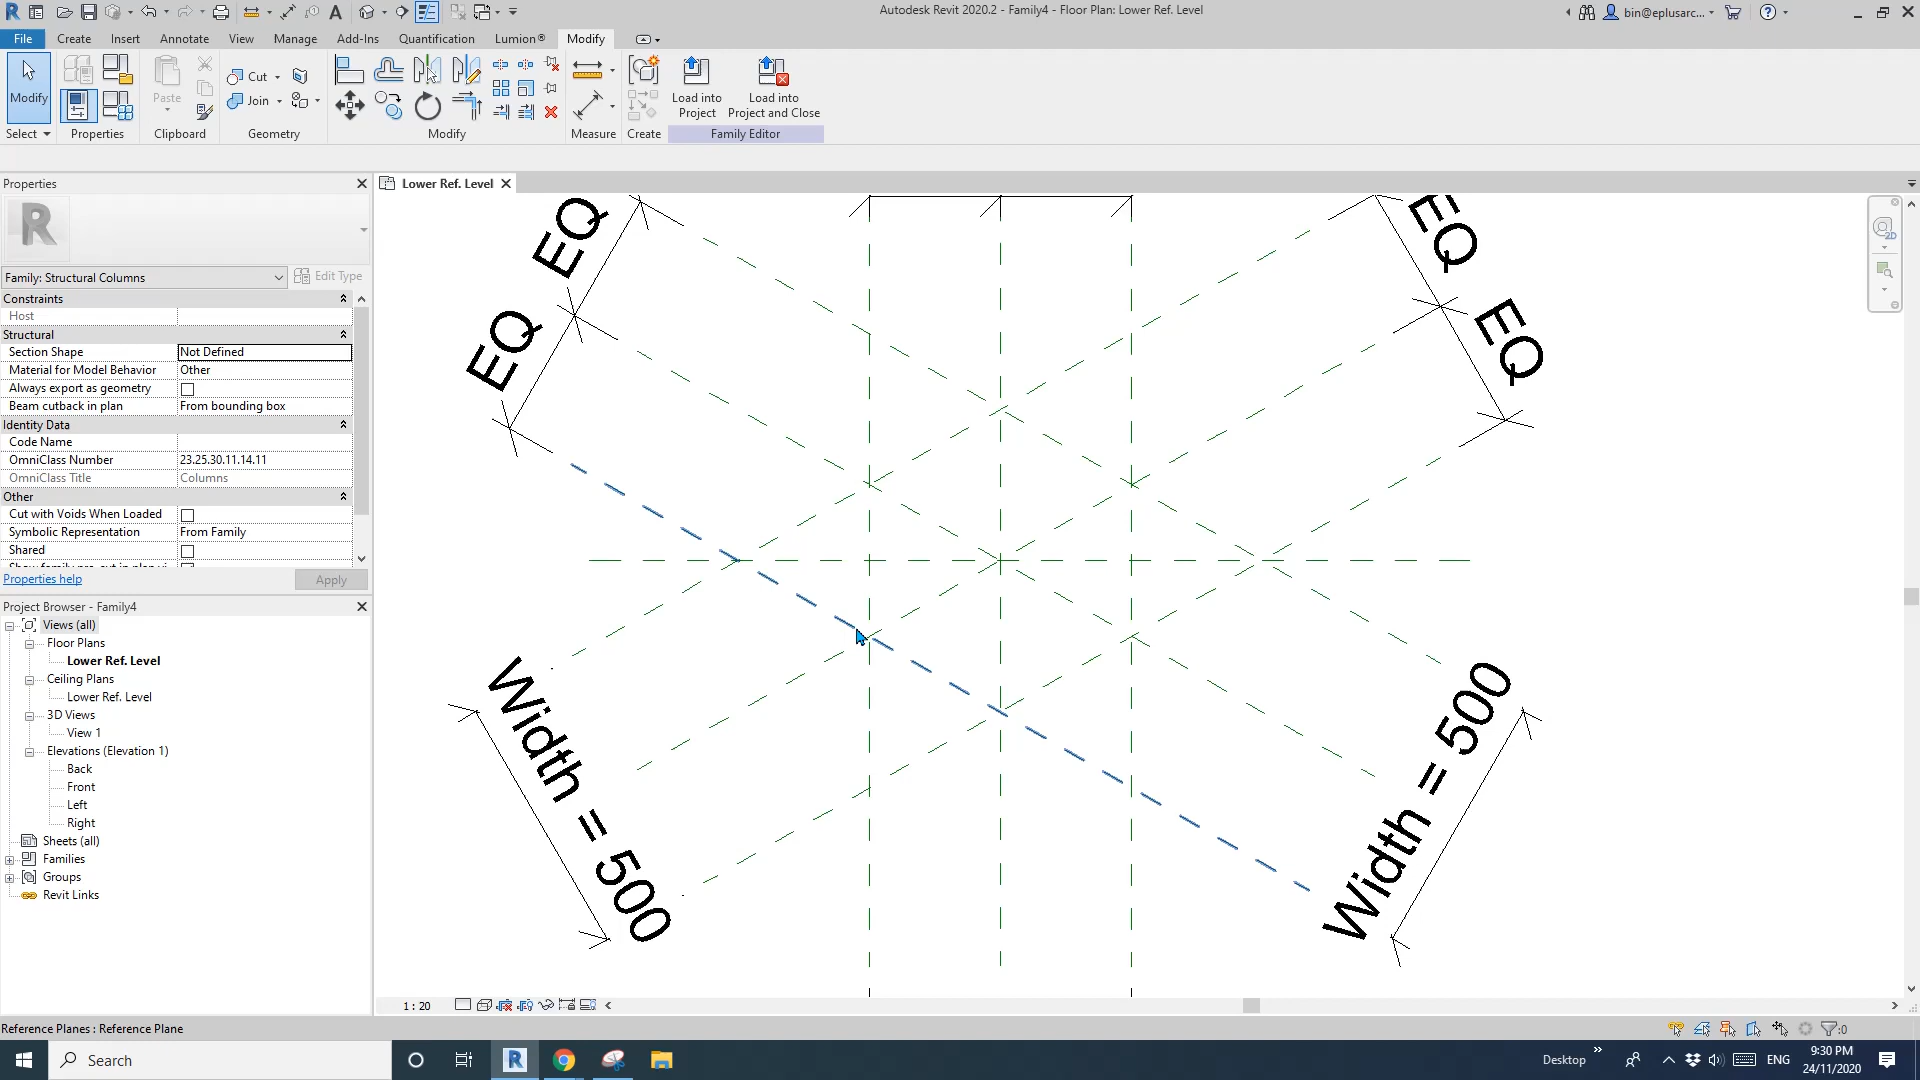 Autodesk Revit 2020.2 - Family4 - Floor Plan: Lower Ref. Level
bin@eplusarc...
File Create Insert Annotate View Manage Add-Ins Quantification Lumion® Modify
Modify
Paste
Cut
Join
Load into
Project
Load into
Project and Close
Select Properties Clipboard Geometry Modify Measure Create Family Editor
Properties
Lower Ref. Level
R
Family: Structural Columns
Edit Type
Constraints
Host
Structural
Section Shape Not Defined
Material for Model Behavior Other
Always export as geometry
Beam cutback in plan From bounding box
Identity Data
Code Name
OmniClass Number 23.25.30.11.14.11
OmniClass Title Columns
Other
Cut with Voids When Loaded
Symbolic Representation From Family
Shared
Properties help
Apply
Project Browser - Family4
Views (all)
Floor Plans
Lower Ref. Level
Ceiling Plans
Lower Ref. Level
3D Views
View 1
Elevations (Elevation 1)
Back
Front
Left
Right
Sheets (all)
Families
Groups
Revit Links
EQ
EQ
EQ
EQ
Width = 500
Width = 500
2D
1 : 20
Reference Planes : Reference Plane
:0
Search
Desktop
ENG
9:30 PM
24/11/2020